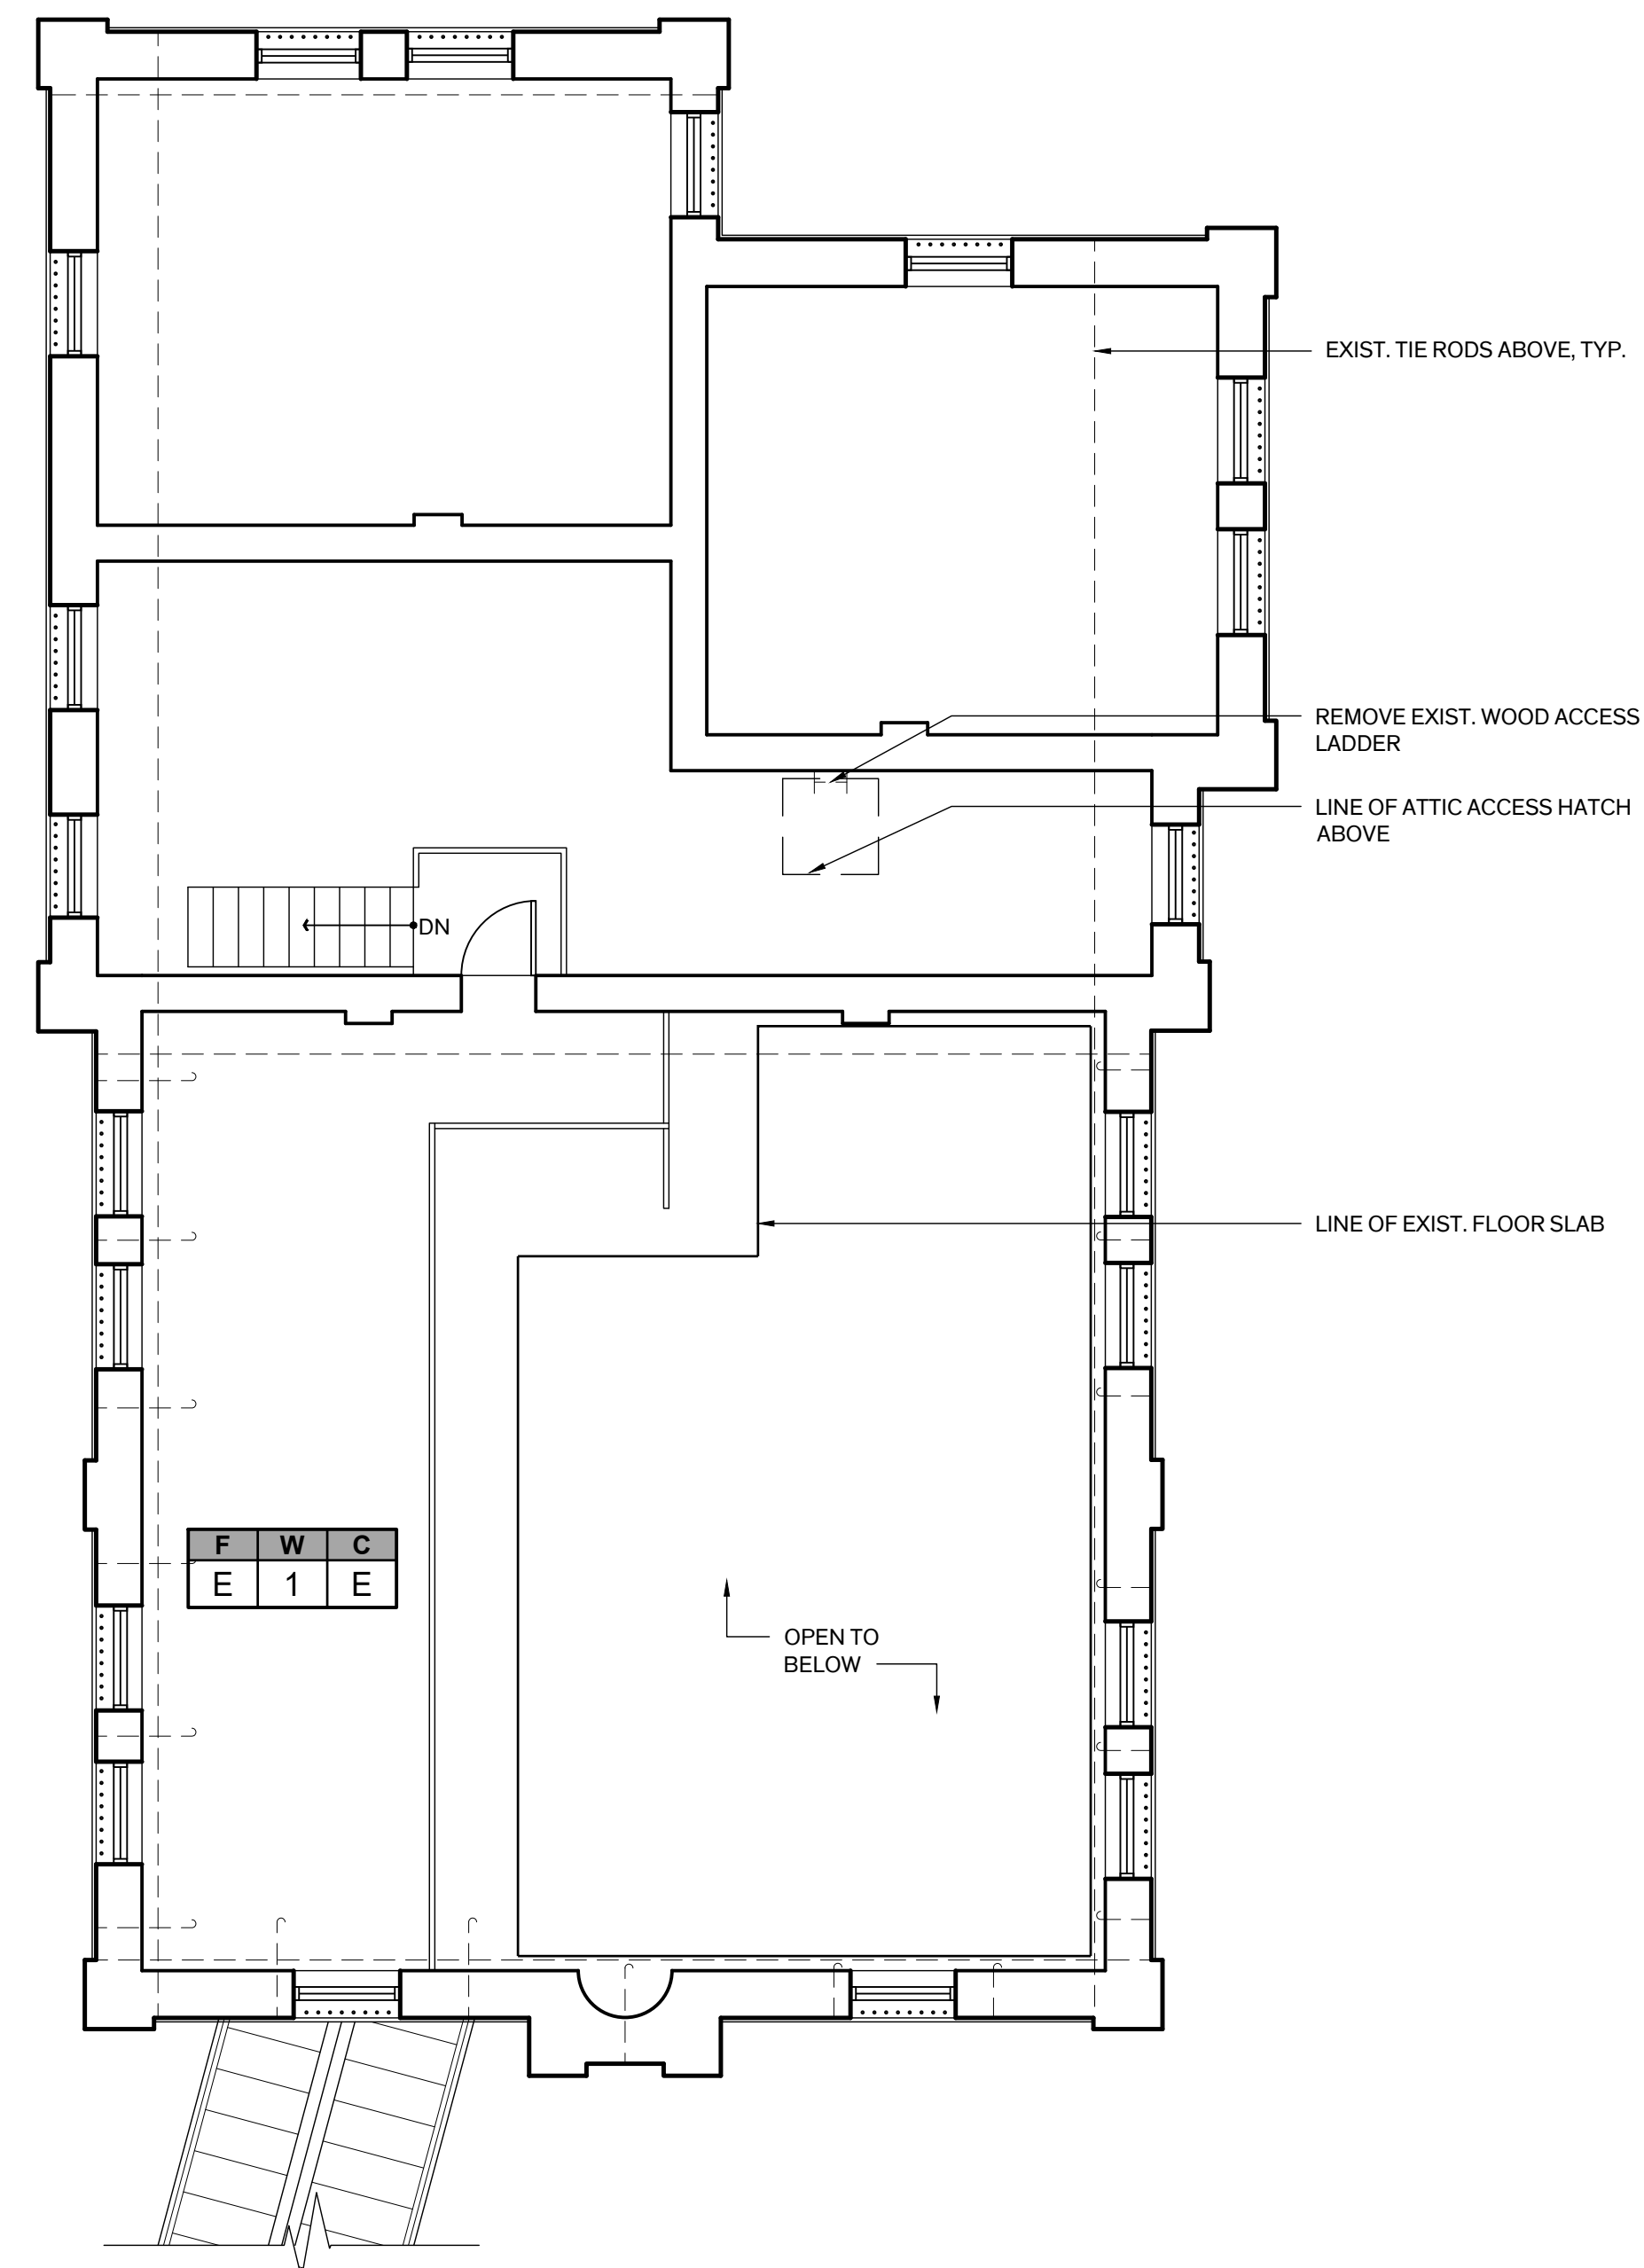 EXIST. TIE RODS ABOVE, TYP.
REMOVE EXIST. WOOD ACCESS
LADDER
LINE OF ATTIC ACCESS HATCH
ABOVE
DN
LINE OF EXIST. FLOOR SLAB
F W C
E 1 E
OPEN TO
BELOW